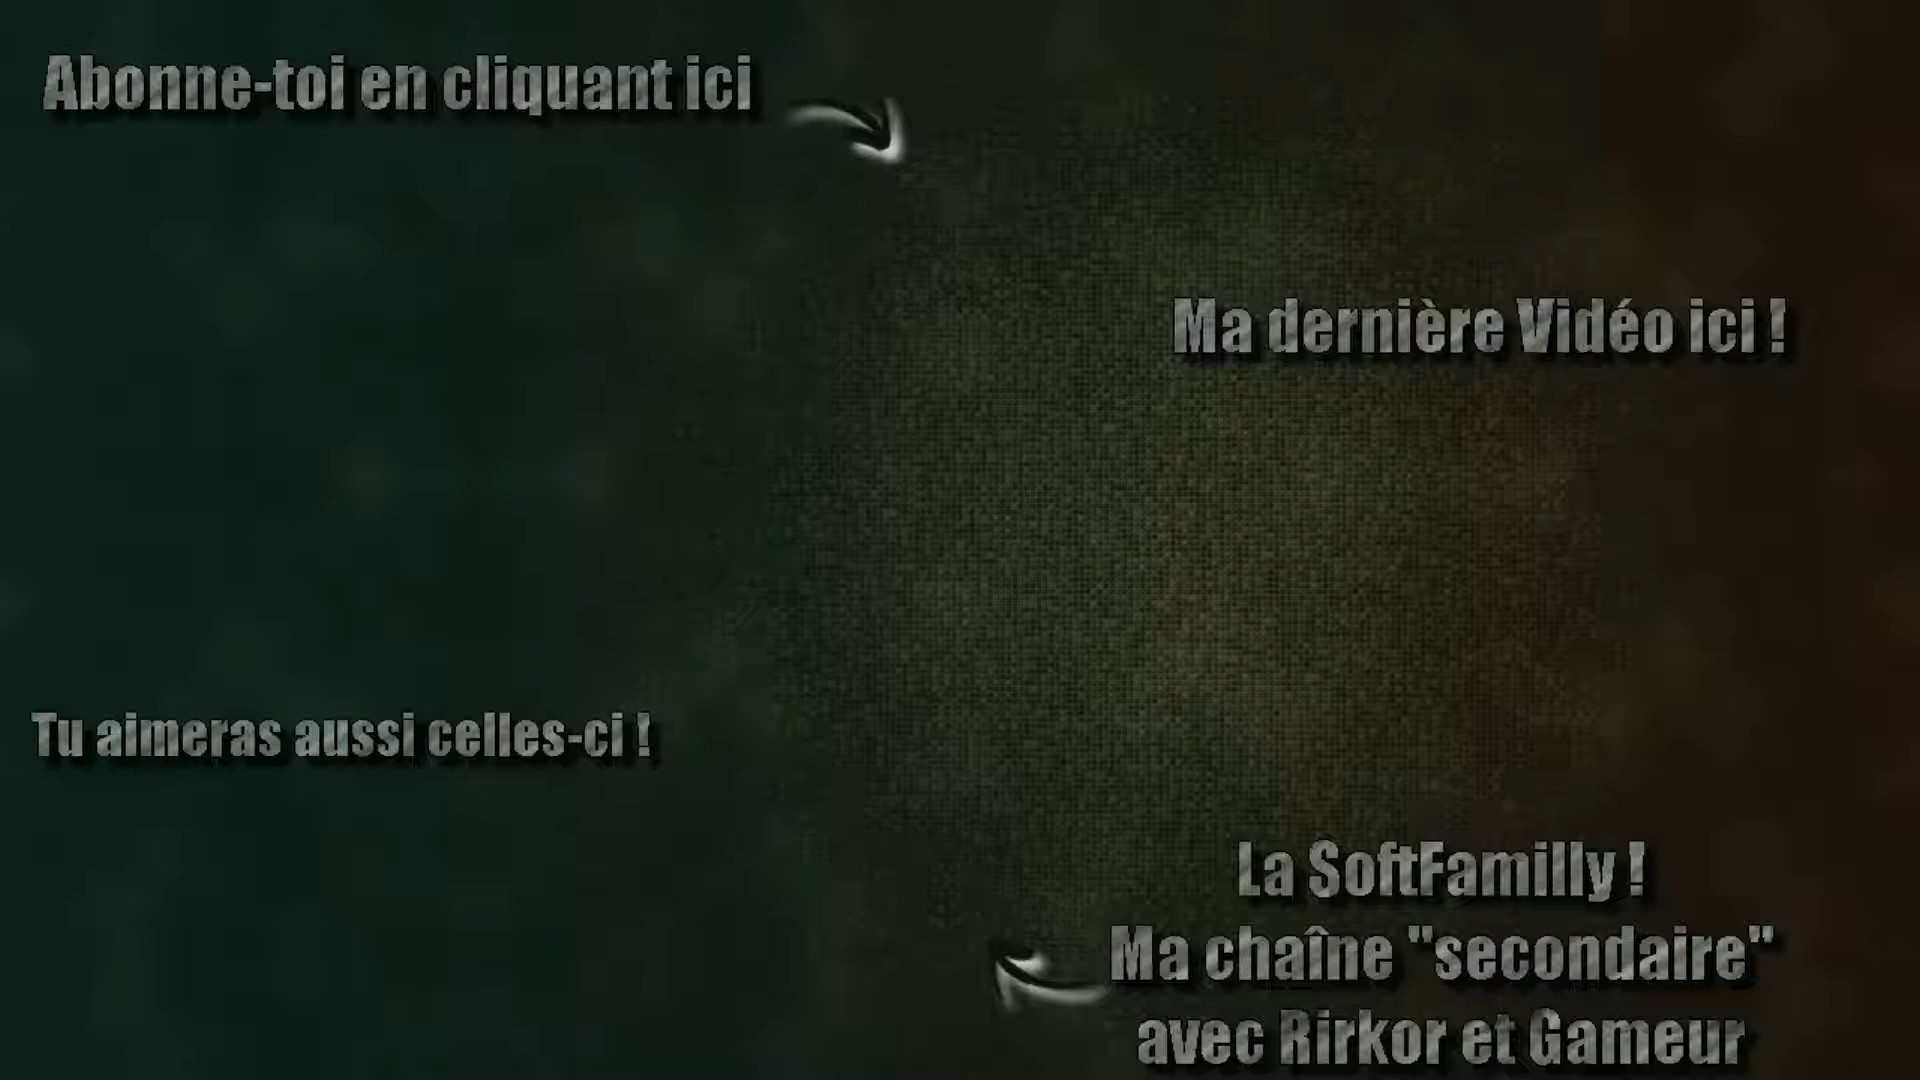 Abonne-toi en cliquant ici
Ma dernière Vidéo ici !
Tu aimeras aussi celles-ci !
La SoftFamilly !
Ma chaîne "secondaire"
avec Rirkor et Gameur